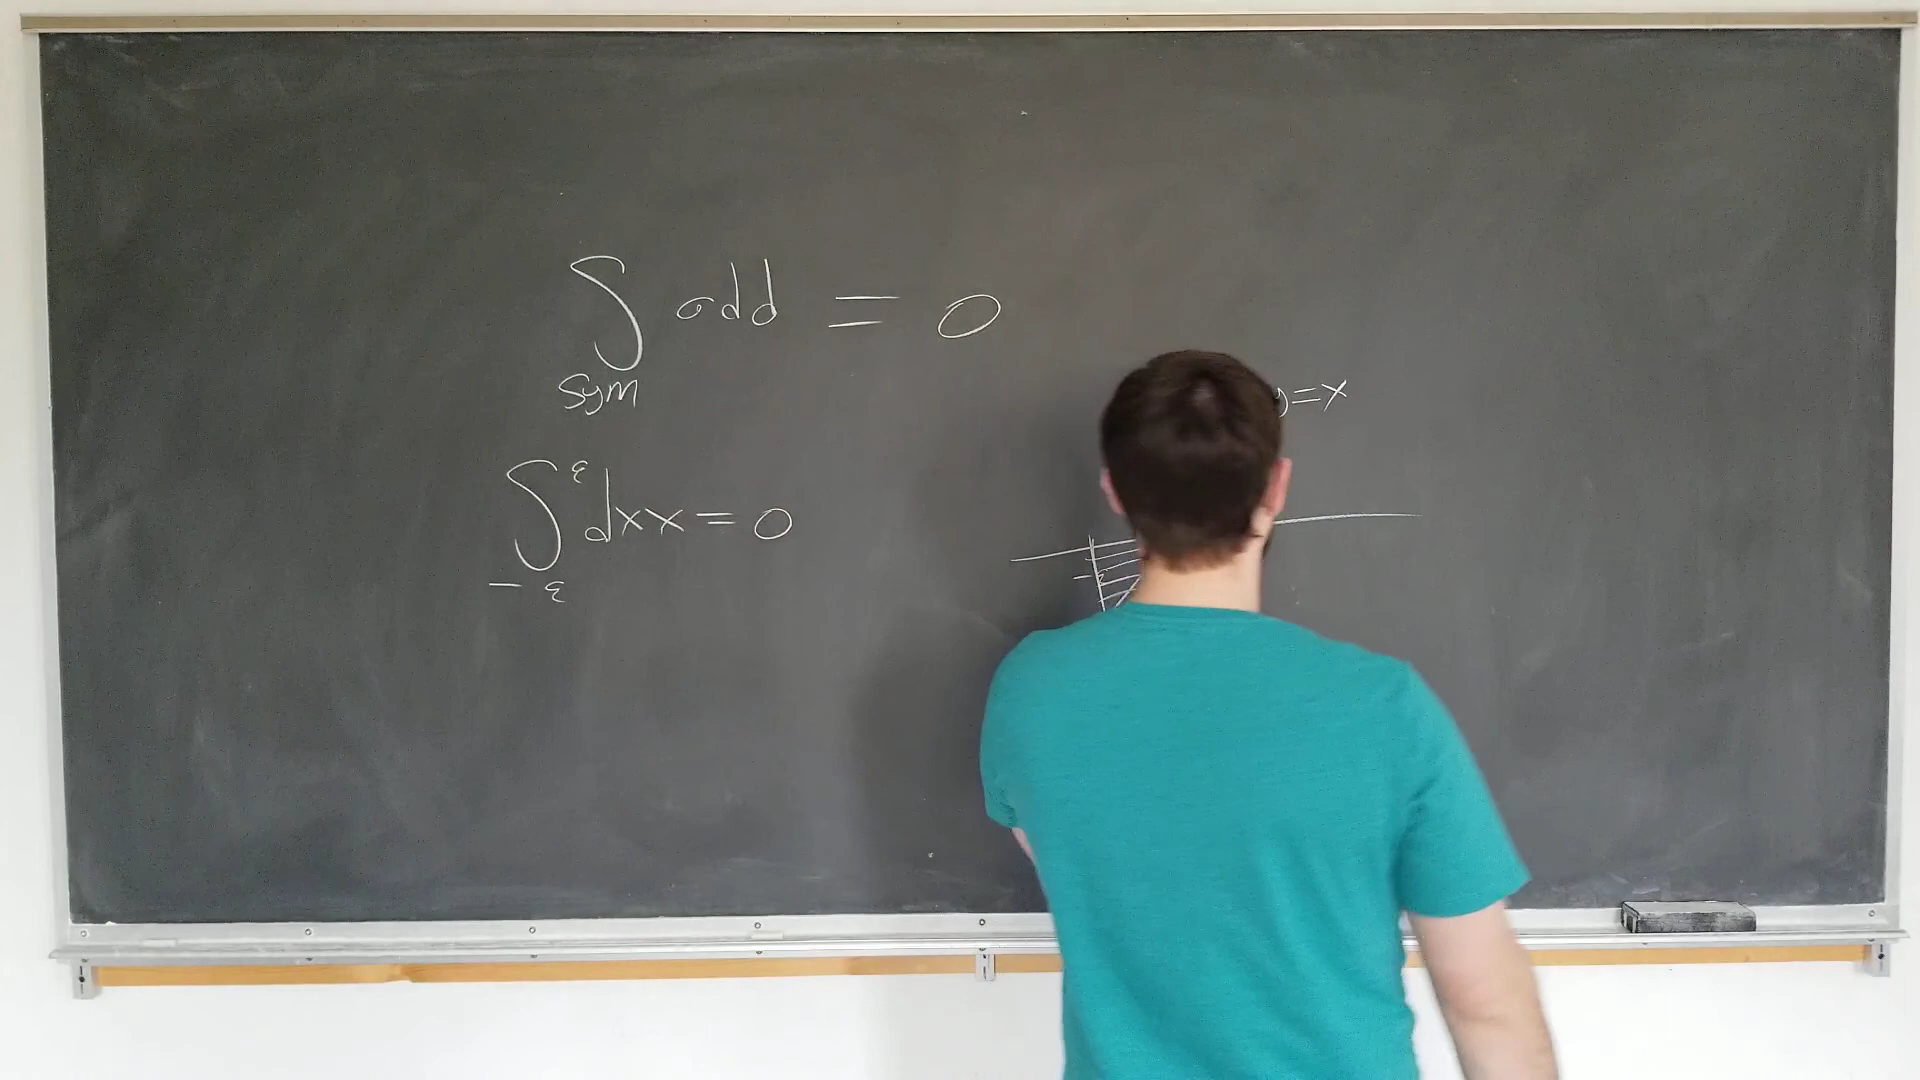 ∫ odd = 0
sym
∫_{-ε}^{ε} dx x = 0
y=x